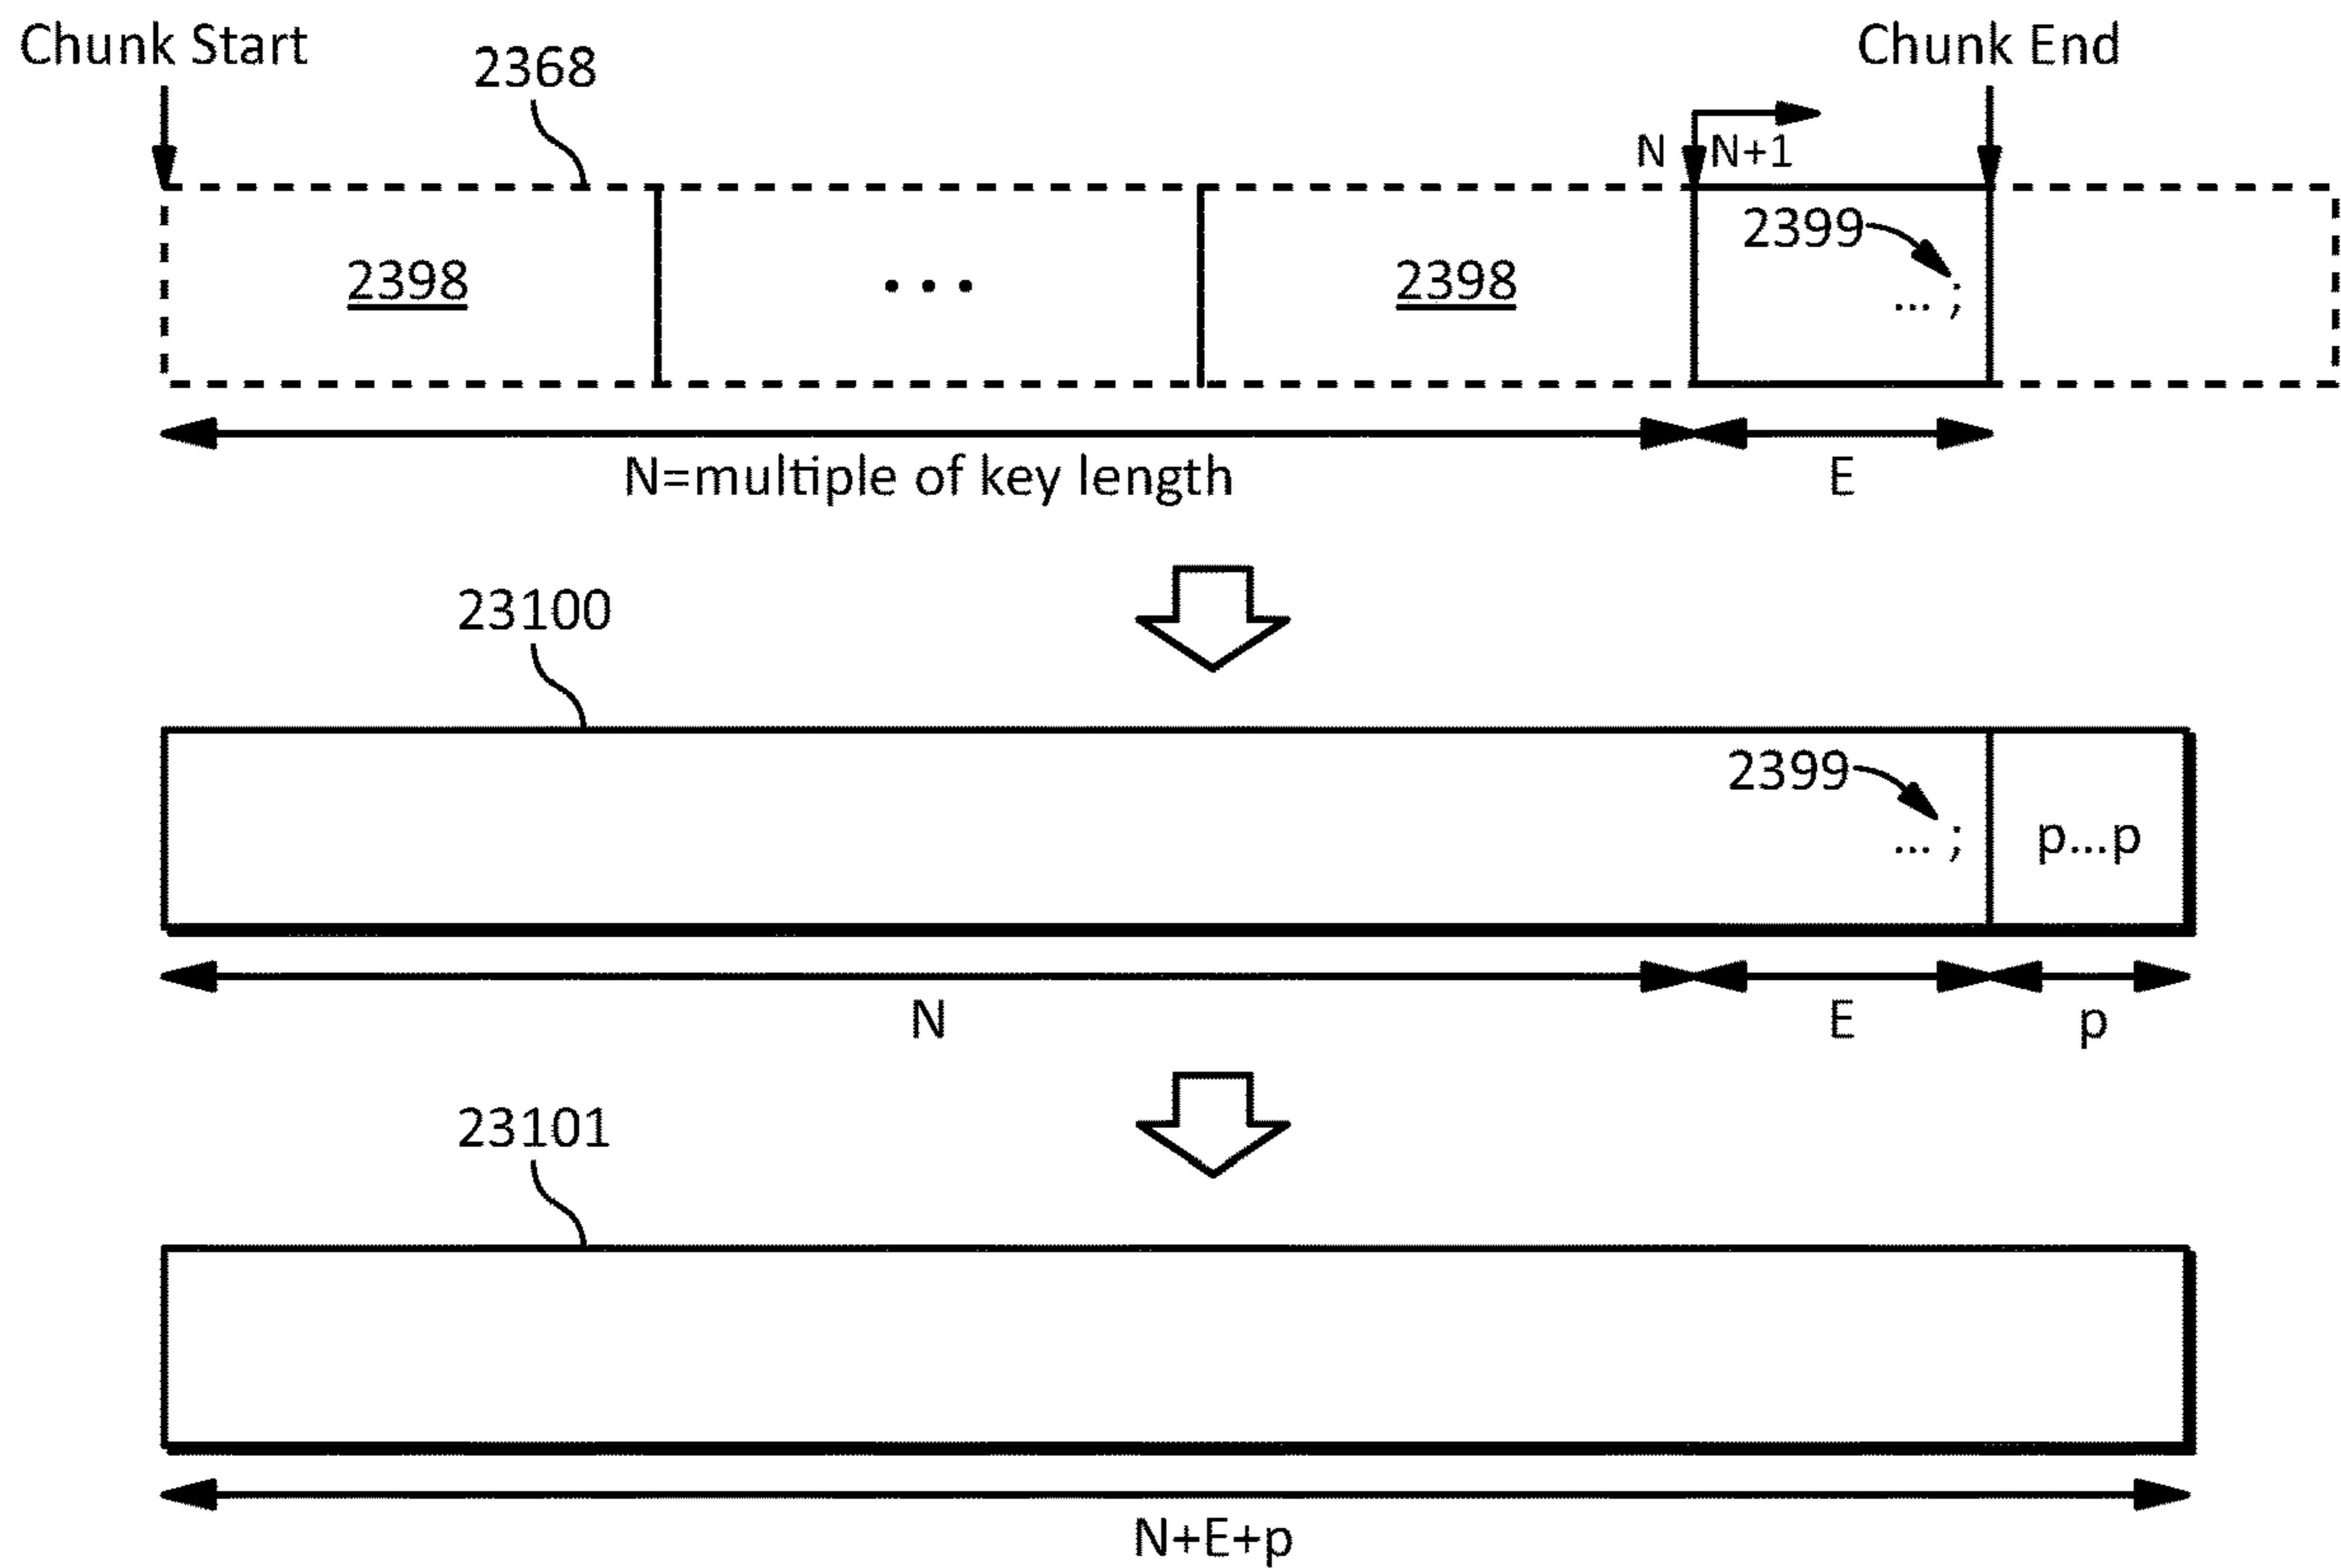 Chunk Start
2368
Chunk End
N
N+1
2399
2398
...
2398
... ;
N=multiple of key length
E
23100
2399
... ;
p...p
N
E
p
23101
N+E+p